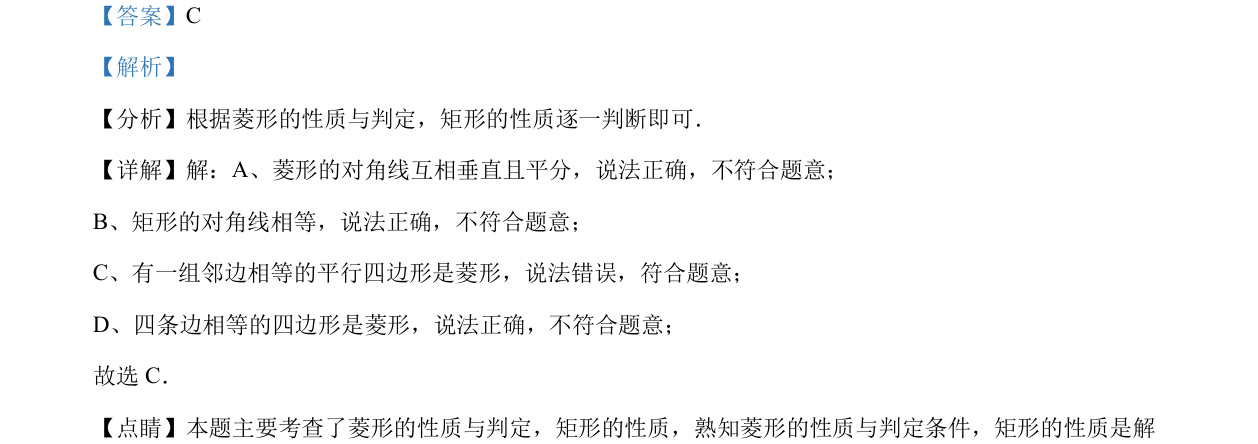 【答案】C
【解析】
【分析】根据菱形的性质与判定，矩形的性质逐一判断即可．
【详解】解：A、菱形的对角线互相垂直且平分，说法正确，不符合题意；
B、矩形的对角线相等，说法正确，不符合题意；
C、有一组邻边相等的平行四边形是菱形，说法错误，符合题意；
D、四条边相等的四边形是菱形，说法正确，不符合题意；
故选 C．
【点睛】本题主要考查了菱形的性质与判定，矩形的性质，熟知菱形的性质与判定条件，矩形的性质是解